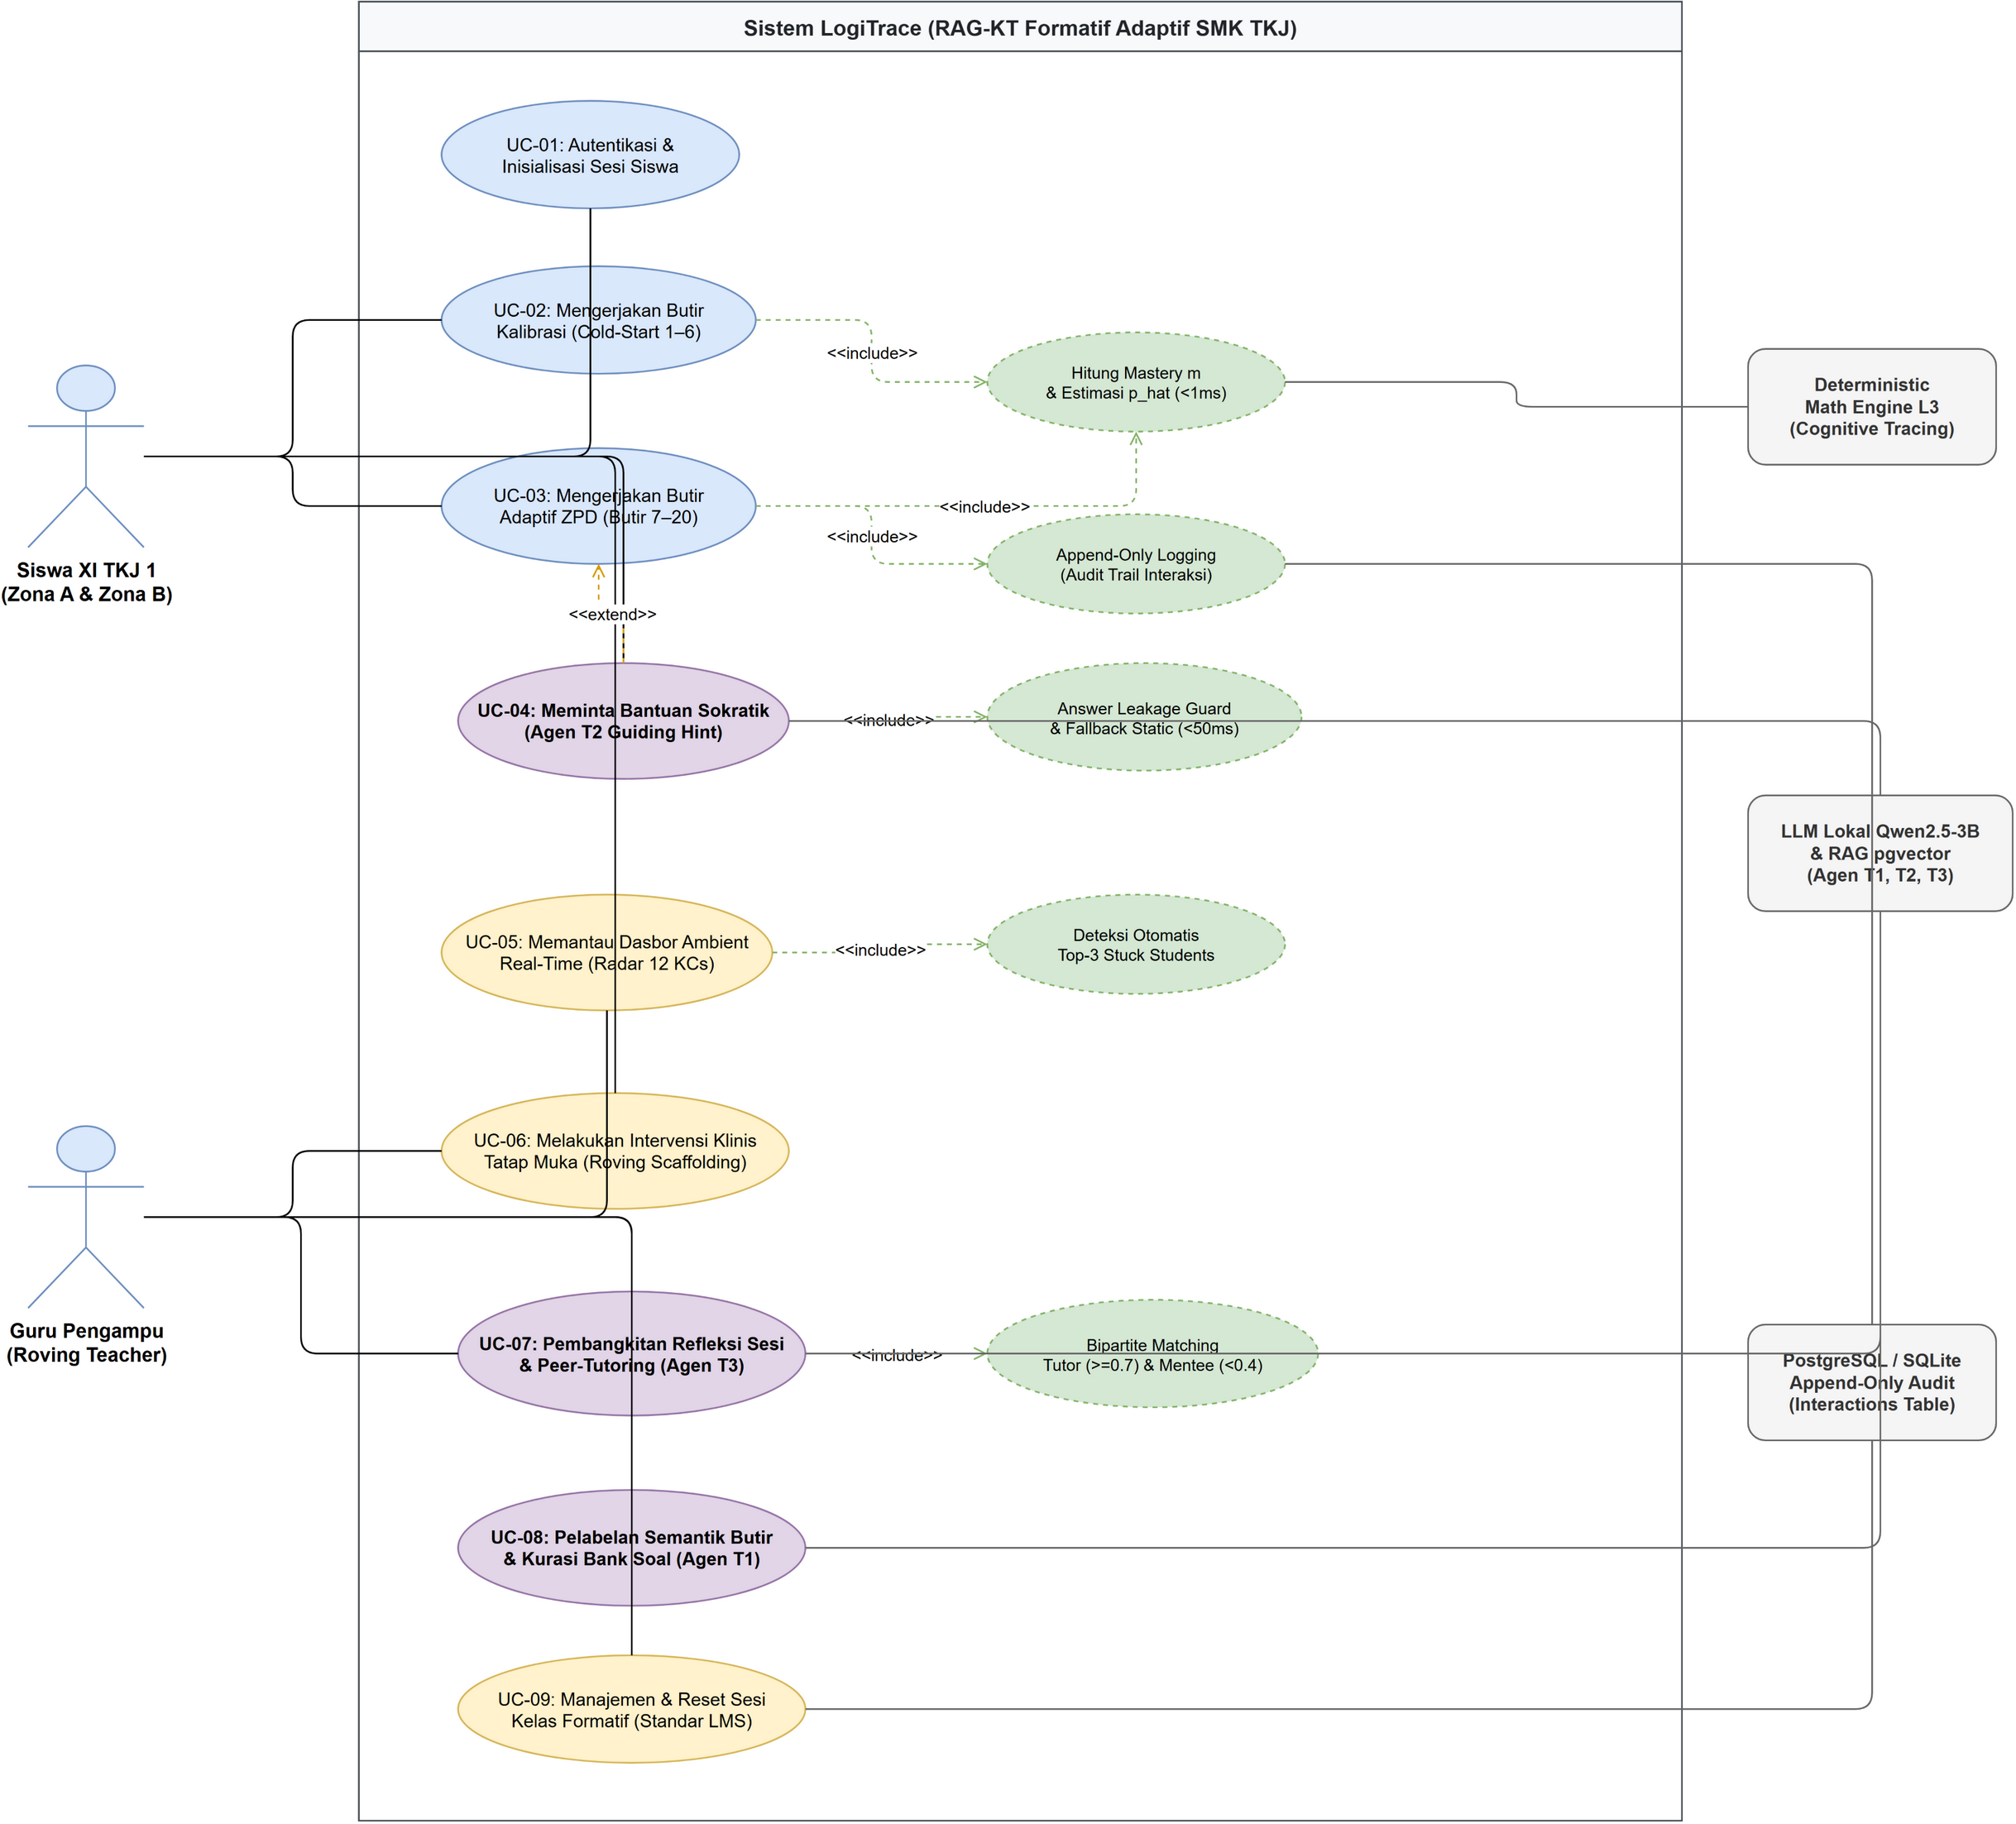 Sistem LogiTrace (RAG-KT Formatif Adaptif SMK TKJ)
UC-01: Autentikasi &
Inisialisasi Sesi Siswa
UC-02: Mengerjakan Butir
Kalibrasi (Cold-Start 1–6)
<<include>>
Hitung Mastery m
& Estimasi p_hat (<1ms)
Deterministic
Math Engine L3
(Cognitive Tracing)
Siswa XI TKJ 1
(Zona A & Zona B)
UC-03: Mengerjakan Butir
Adaptif ZPD (Butir 7–20)
<<include>>
<<include>>
Append-Only Logging
(Audit Trail Interaksi)
<<extend>>
UC-04: Meminta Bantuan Sokratik
(Agen T2 Guiding Hint)
<<include>>
Answer Leakage Guard
& Fallback Static (<50ms)
LLM Lokal Qwen2.5-3B
& RAG pgvector
(Agen T1, T2, T3)
UC-05: Memantau Dasbor Ambient
Real-Time (Radar 12 KCs)
<<include>>
Deteksi Otomatis
Top-3 Stuck Students
UC-06: Melakukan Intervensi Klinis
Tatap Muka (Roving Scaffolding)
Guru Pengampu
(Roving Teacher)
UC-07: Pembangkitan Refleksi Sesi
& Peer-Tutoring (Agen T3)
<<include>>
Bipartite Matching
Tutor (>=0.7) & Mentee (<0.4)
PostgreSQL / SQLite
Append-Only Audit
(Interactions Table)
UC-08: Pelabelan Semantik Butir
& Kurasi Bank Soal (Agen T1)
UC-09: Manajemen & Reset Sesi
Kelas Formatif (Standar LMS)